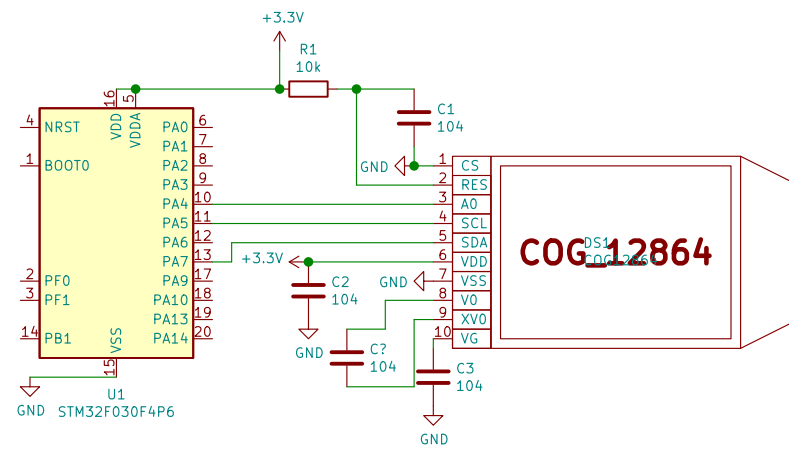 +3.3V
R1
10k
16
5
VDD
VDDA
C1
104
4
NRST
PA0
6
PA1
7
1
BOOT0
PA2
8
PA3
9
PA4
10
PA5
11
PA6
12
PA7
13
2
PF0
PA9
17
3
PF1
PA10
18
PA13
19
14
PB1
PA14
20
VSS
15
GND
U1
STM32F030F4P6
GND
1
CS
2
RES
3
A0
4
SCL
5
SDA
+3.3V
6
VDD
GND
7
VSS
8
V0
9
XV0
10
VG
C2
104
GND
C?
104
C3
104
GND
COG_12864
DS1
COG12864